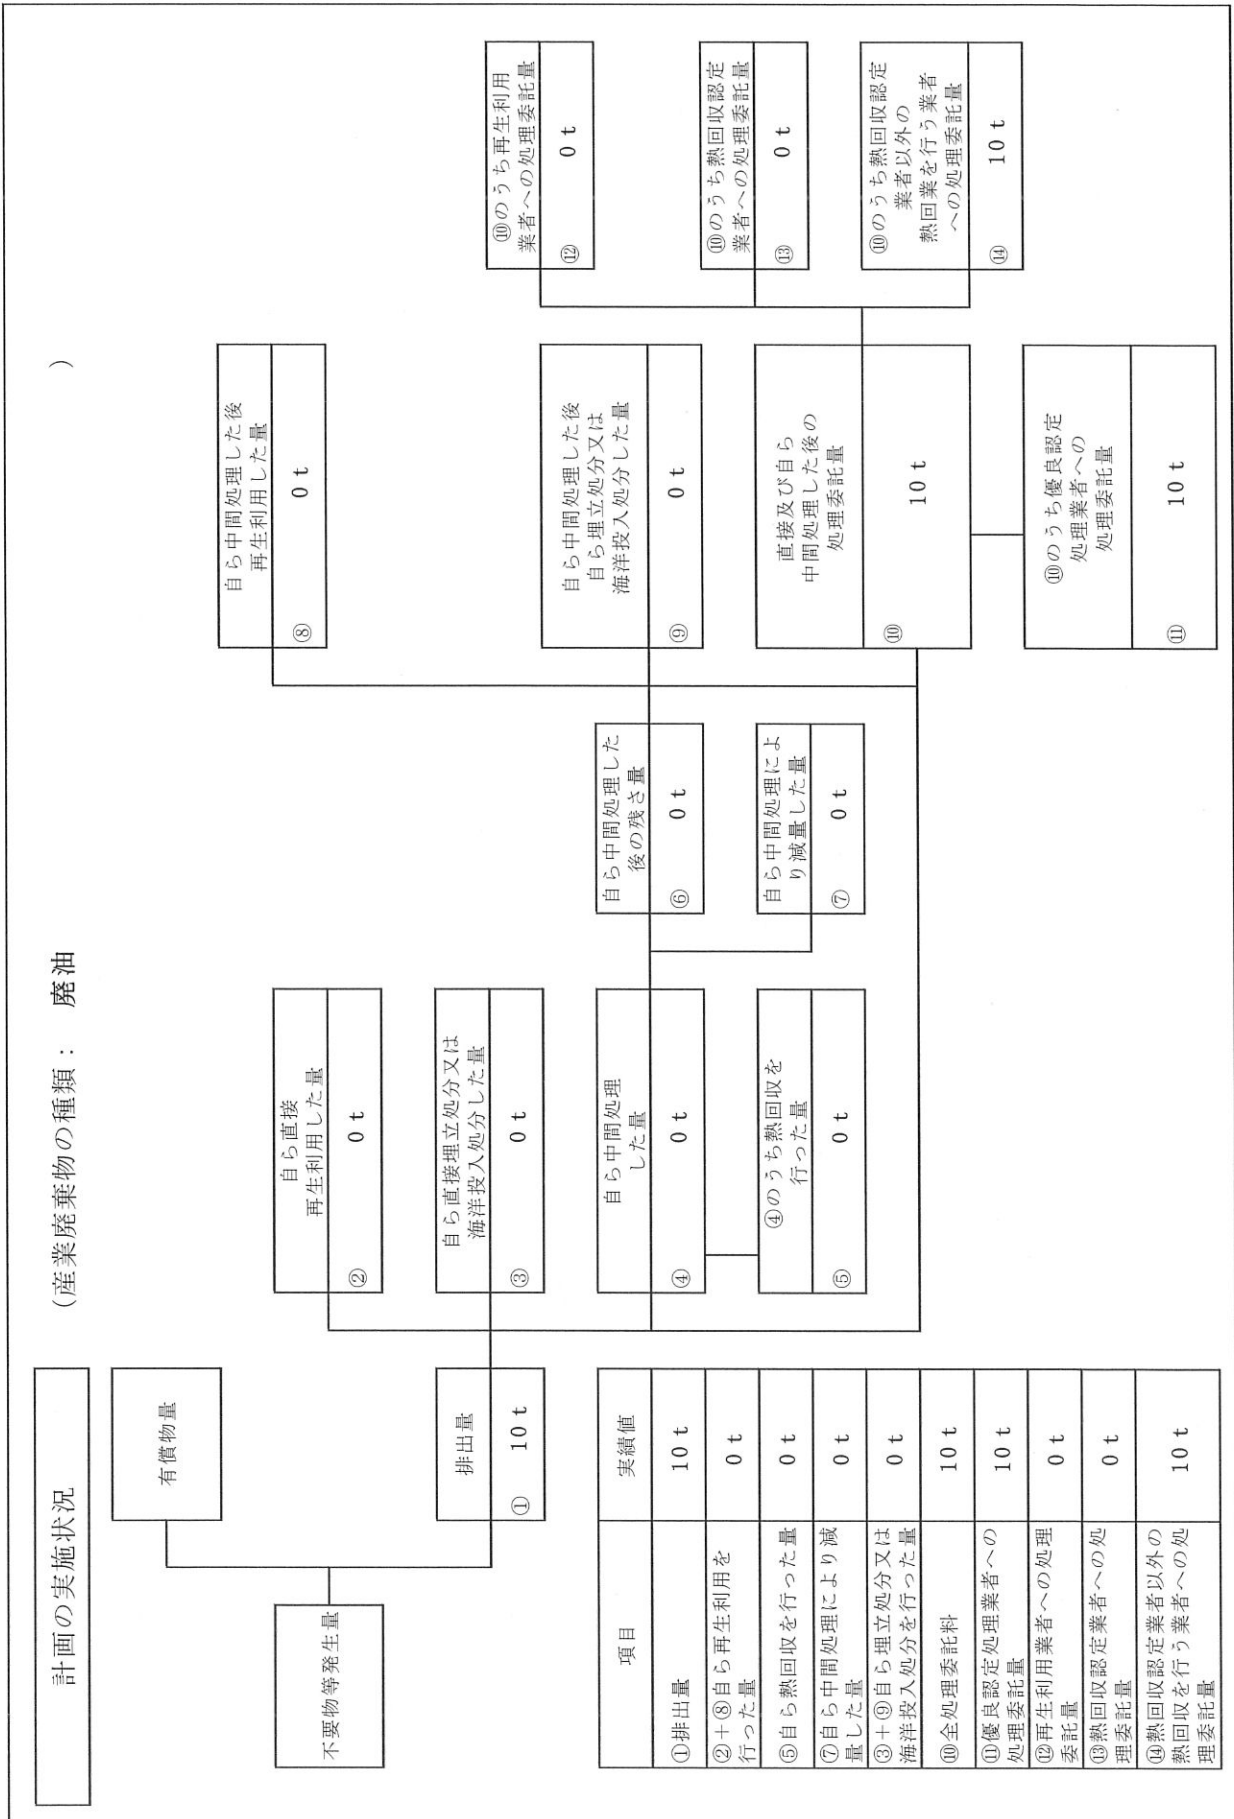 計画の実施状況
（産業廃棄物の種類： 廃油 ）
不要物等発生量
有償物量
排出量
① 10 t
自ら直接
再生利用した量
② 0 t
自ら直接埋立処分又は
海洋投入処分した量
③ 0 t
自ら中間処理
した量
④ 0 t
④のうち熱回収を
行った量
⑤ 0 t
自ら中間処理した
後の残さ量
⑥ 0 t
自ら中間処理によ
り減量した量
⑦ 0 t
自ら中間処理した後
再生利用した量
⑧ 0 t
自ら中間処理した後
自ら埋立処分又は
海洋投入処分した量
⑨ 0 t
直接及び自ら
中間処理した後の
処理委託量
⑩ 10 t
⑩のうち優良認定
処理業者への
処理委託量
⑪ 10 t
⑩のうち再生利用
業者への処理委託量
⑫ 0 t
⑩のうち熱回収認定
業者への処理委託量
⑬ 0 t
⑩のうち熱回収認定
業者以外の
熱回業を行う業者
への処理委託量
⑭ 10 t
項目 実績値
①排出量 10 t
②＋⑧自ら再生利用を
行った量 0 t
⑤自ら熱回収を行った量 0 t
⑦自ら中間処理により減
量した量 0 t
③＋⑨自ら埋立処分又は
海洋投入処分を行った量 0 t
⑩全処理委託料 10 t
⑪優良認定処理業者への
処理委託量 10 t
⑫再生利用業者への処理
委託量 0 t
⑬熱回収認定業者への処
理委託量 0 t
⑭熱回収認定業者以外の
熱回収を行う業者への処
理委託量 10 t